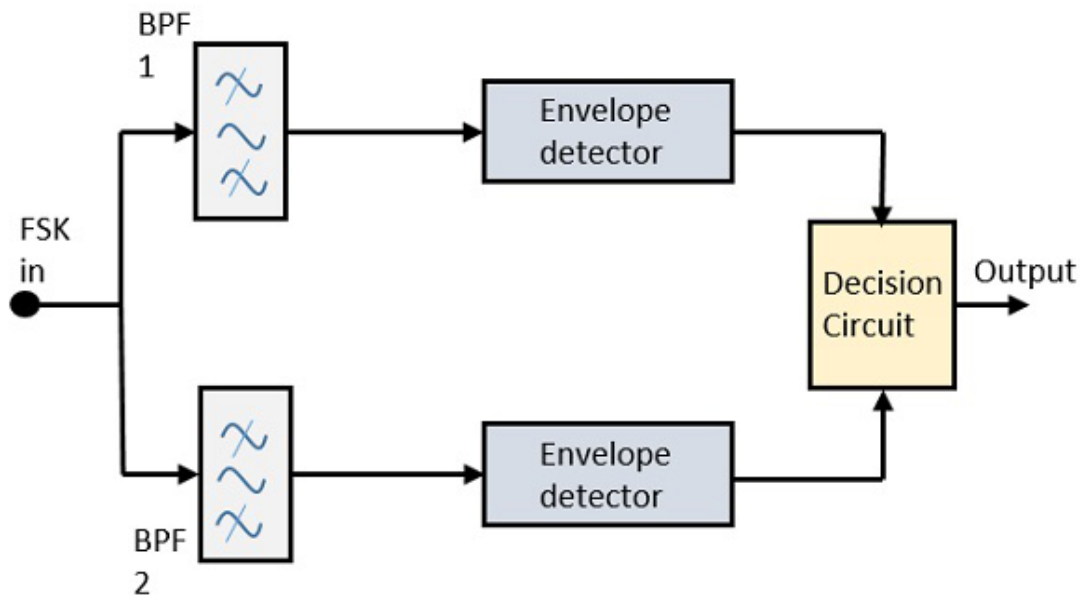 BPF
1
Envelope
detector
FSK
in
Decision
Circuit
Output
Envelope
detector
BPF
2